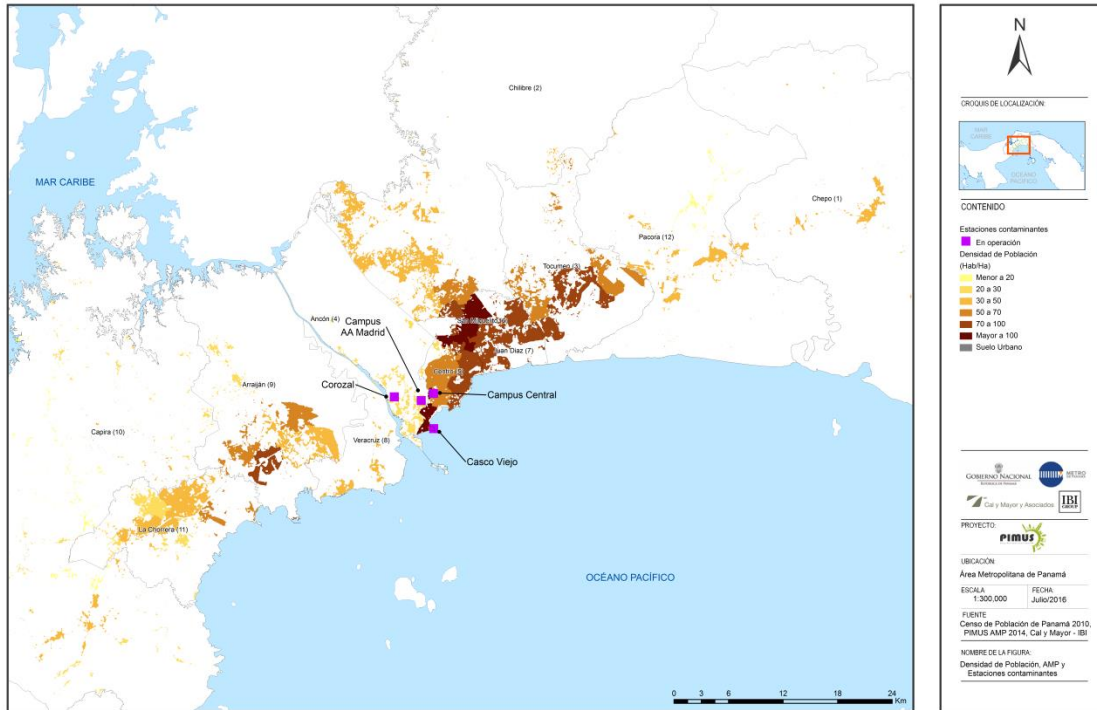 MAR CARIBE
Chilibre (2)
Chepo (1)
Pacora (12)
Tocumen (3)
Ancón (4)
Campus
AA Madrid
Juan Diaz (7)
Corozal
Campus Central
Arraiján (9)
Capira (10)
Veracruz (8)
Casco Viejo
La Chorrera (11)
OCÉANO PACÍFICO
0 3 6 12 18 24
Km
N
CROQUIS DE LOCALIZACIÓN:
MAR
CARIBE
OCÉANO
PACÍFICO
CONTENIDO
Estaciones contaminantes
En operación
Densidad de Población
(Hab/Ha)
Menor a 20
20 a 30
30 a 50
50 a 70
70 a 100
Mayor a 100
Suelo Urbano
GOBIERNO NACIONAL
METRO
Cal y Mayor y Asociados
IBI
GROUP
PROYECTO:
PIMUS
UBICACIÓN:
Área Metropolitana de Panamá
ESCALA:
1:300,000
FECHA:
Julio/2016
FUENTE
Censo de Población de Panamá 2010,
PIMUS AMP 2014, Cal y Mayor - IBI
NOMBRE DE LA FIGURA:
Densidad de Población, AMP y
Estaciones contaminantes